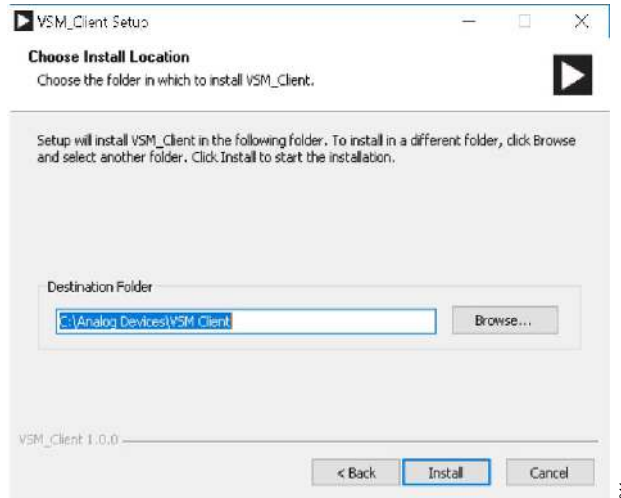 VSM_Client Setup
Choose Install Location
Choose the folder in which to install VSM_Client.
Setup will install VSM_Client in the following folder. To install in a different folder, click Browse
and select another folder. Click Install to start the installation.
Destination Folder
C:\Analog Devices\VSM Client
Browse...
VSM_Client 1.0.0
< Back
Install
Cancel